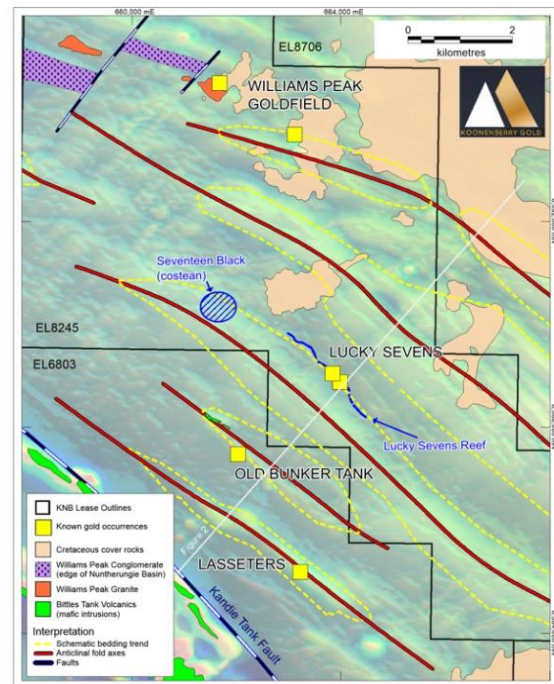 660,000 mE
664,000 mE
EL8706
0
2
kilometres
KOONENBERRY GOLD
WILLIAMS PEAK
GOLDFIELD
Seventeen Black
(costean)
EL8245
EL6803
LUCKY SEVENS
Lucky Sevens Reef
OLD BUNKER TANK
LASSETERS
Figure 2
Kandie Tank Fault
KNB Lease Outlines
Known gold occurrences
Cretaceous cover rocks
Williams Peak Conglomerate
(edge of Nuntherungie Basin)
Williams Peak Granite
Bittles Tank Volcanics
(mafic intrusions)
Interpretation
Schematic bedding trend
Anticlinal fold axes
Faults